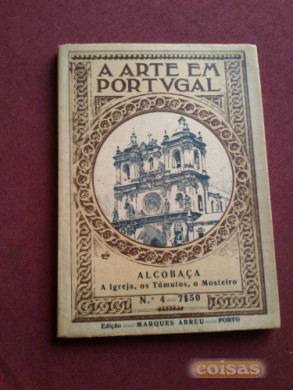 A ARTE EM
PORTVGAL
ALCOBAÇA
A Igreja, os Túmulos, o Mosteiro
N.º 4 — 7$50
Edição — MARQUES ABREU — PORTO
coisas